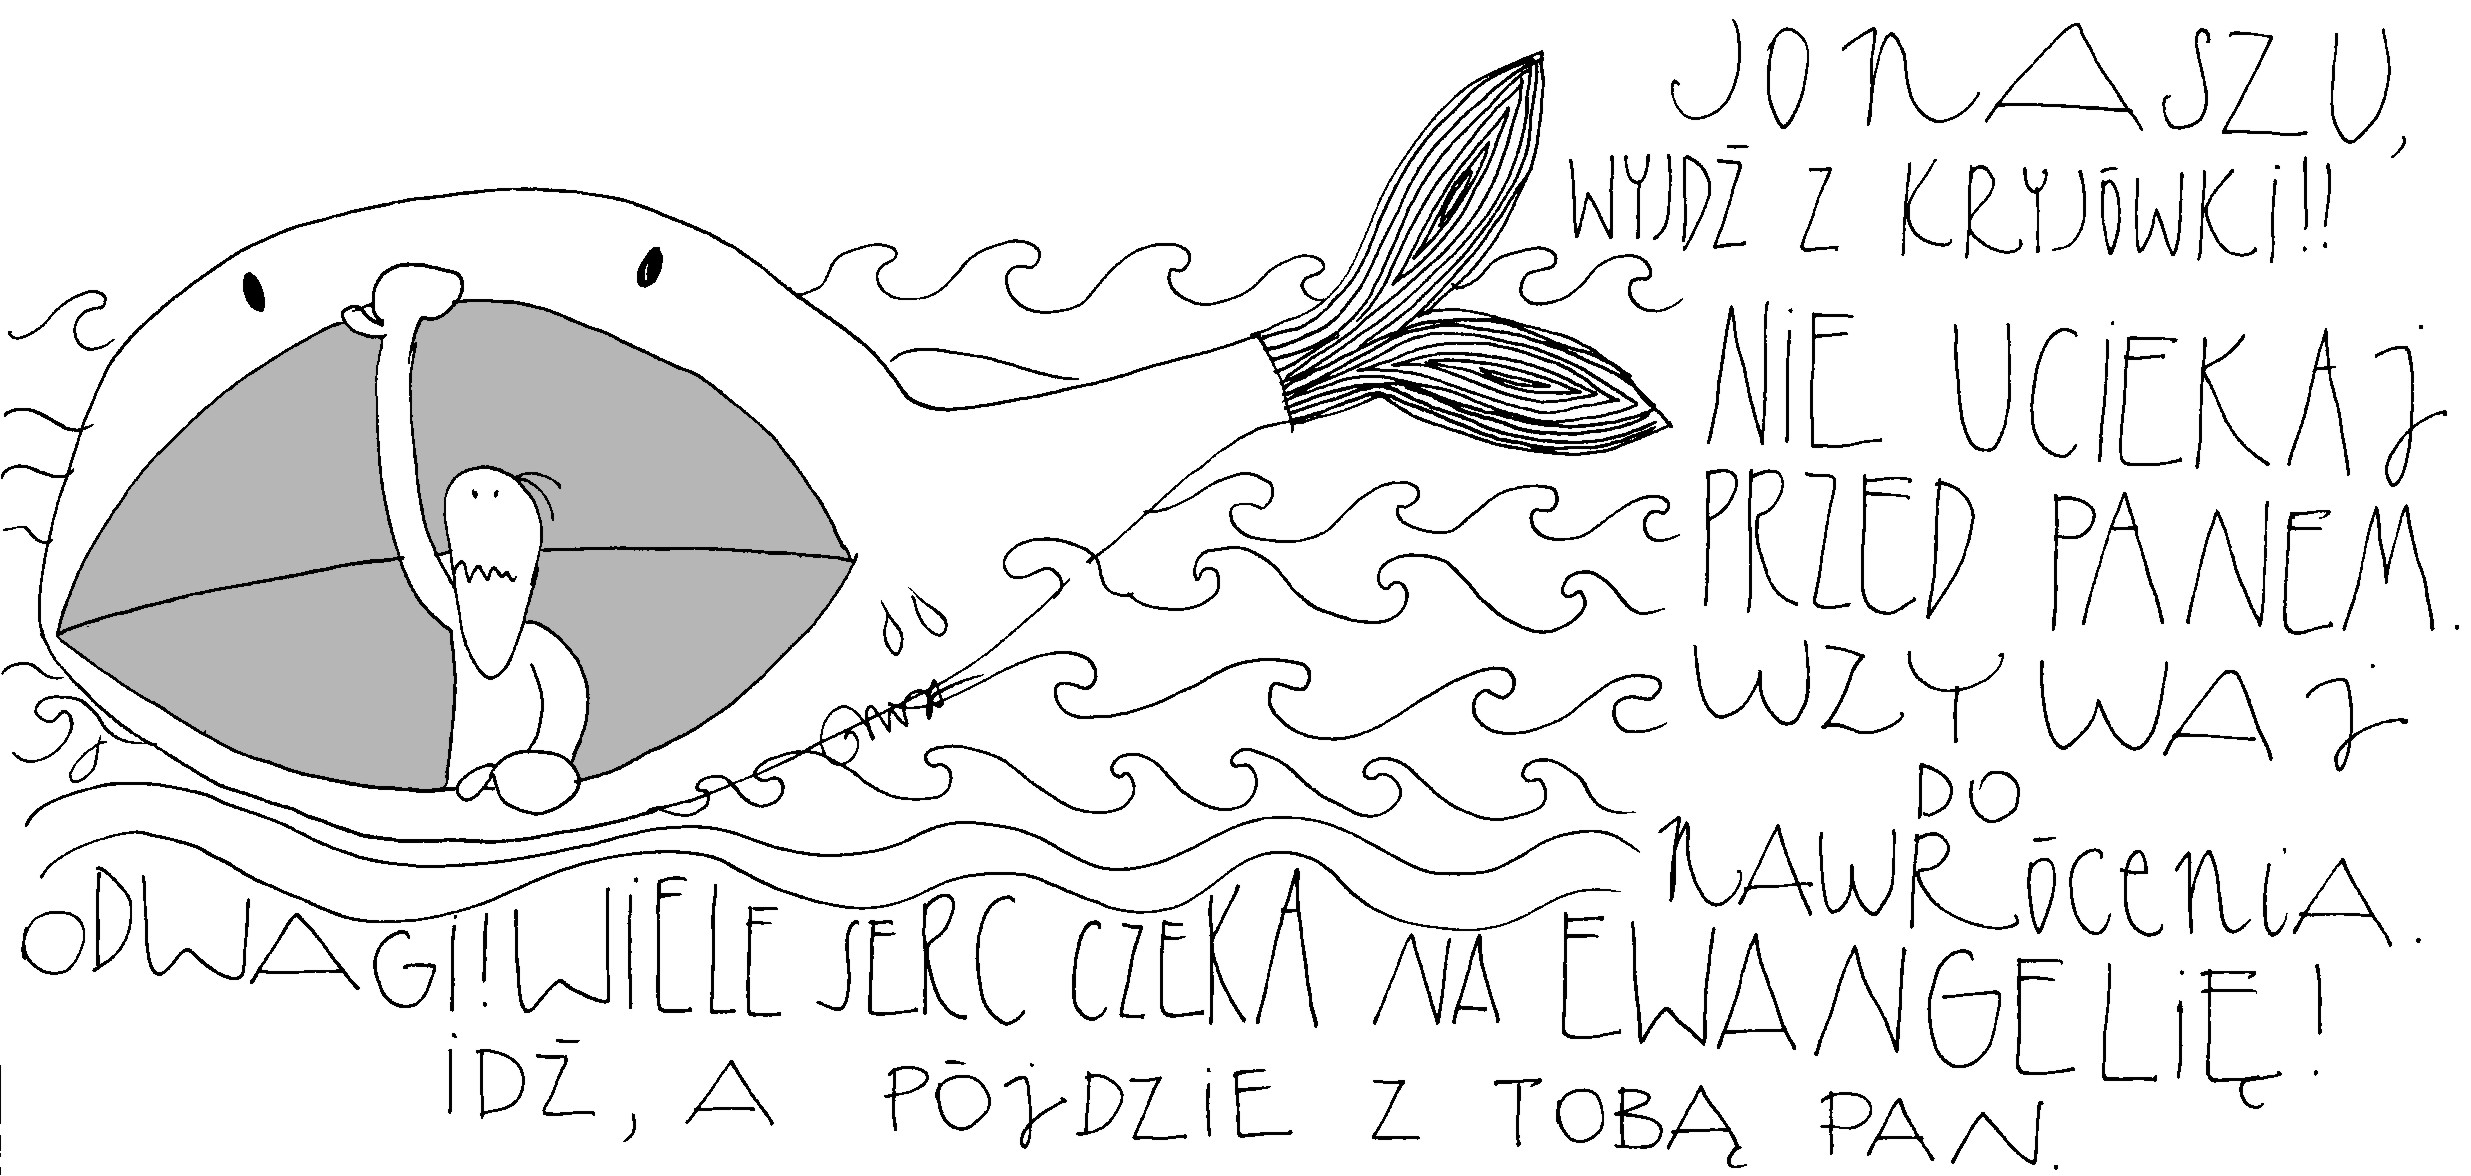 JONASZU,
WYJDŹ Z KRYJÓWKI!!
NIE UCIEKAJ
PRZED PANEM.
WZYWAJ
DO
NAWRÓCENIA.
ODWAGI! WIELE SERC CZEKA NA EWANGELIĘ!
IDŹ, A PÓJDZIE Z TOBĄ PAN.